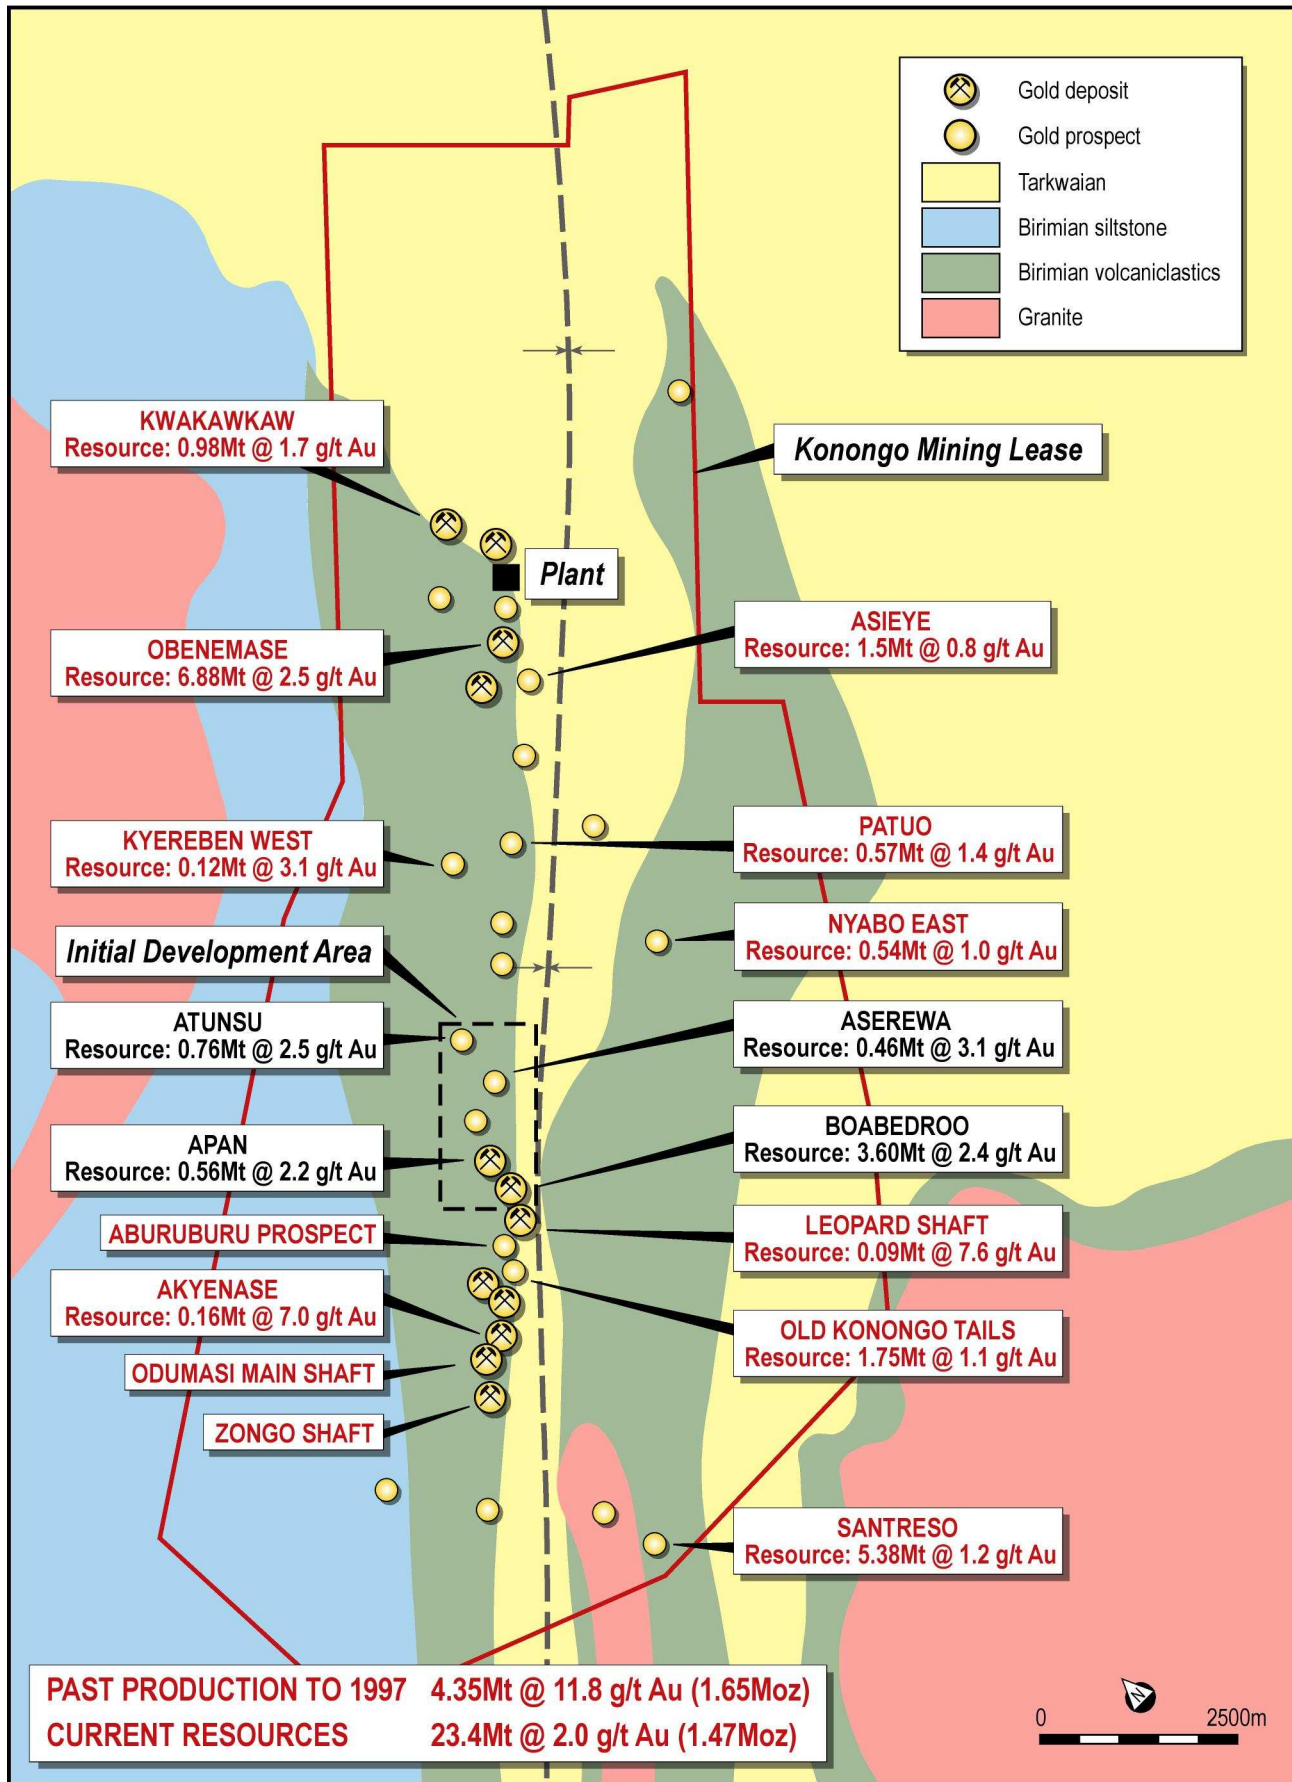 Gold deposit
Gold prospect
Tarkwaian
Birimian siltstone
Birimian volcaniclastics
Granite
KWAKAWKAW
Resource: 0.98Mt @ 1.7 g/t Au
Konongo Mining Lease
Plant
OBENEMASE
Resource: 6.88Mt @ 2.5 g/t Au
ASIEYE
Resource: 1.5Mt @ 0.8 g/t Au
KYEREBEN WEST
Resource: 0.12Mt @ 3.1 g/t Au
PATUO
Resource: 0.57Mt @ 1.4 g/t Au
Initial Development Area
NYABO EAST
Resource: 0.54Mt @ 1.0 g/t Au
ATUNSU
Resource: 0.76Mt @ 2.5 g/t Au
ASEREWA
Resource: 0.46Mt @ 3.1 g/t Au
APAN
Resource: 0.56Mt @ 2.2 g/t Au
BOABEDROO
Resource: 3.60Mt @ 2.4 g/t Au
ABURUBURU PROSPECT
LEOPARD SHAFT
Resource: 0.09Mt @ 7.6 g/t Au
AKYENASE
Resource: 0.16Mt @ 7.0 g/t Au
OLD KONONGO TAILS
Resource: 1.75Mt @ 1.1 g/t Au
ODUMASI MAIN SHAFT
ZONGO SHAFT
SANTRESO
Resource: 5.38Mt @ 1.2 g/t Au
PAST PRODUCTION TO 1997 4.35Mt @ 11.8 g/t Au (1.65Moz)
CURRENT RESOURCES 23.4Mt @ 2.0 g/t Au (1.47Moz)
N
0 2500m